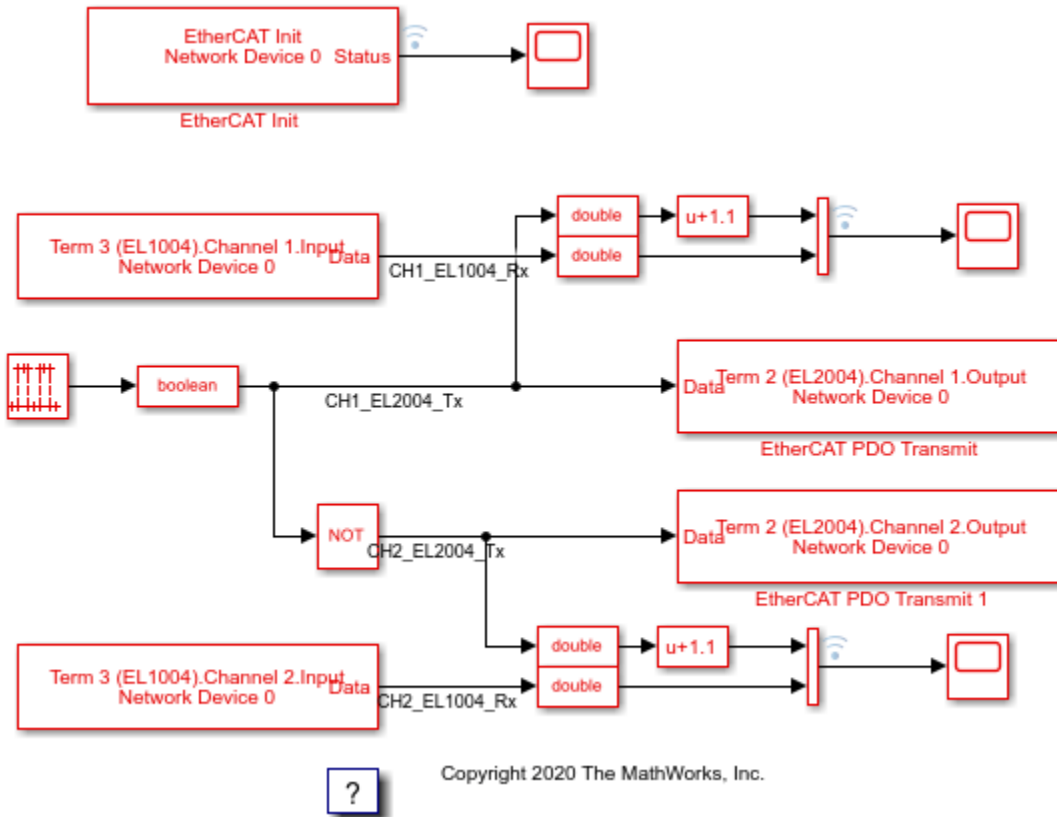 EtherCAT Init
Network Device 0
Status
EtherCAT Init
double
u+1.1
Term 3 (EL1004).Channel 1.Input
Network Device 0
Data
CH1_EL1004_Rx
double
boolean
CH1_EL2004_Tx
Data
Term 2 (EL2004).Channel 1.Output
Network Device 0
EtherCAT PDO Transmit
NOT
CH2_EL2004_Tx
Data
Term 2 (EL2004).Channel 2.Output
Network Device 0
EtherCAT PDO Transmit 1
double
u+1.1
Term 3 (EL1004).Channel 2.Input
Network Device 0
Data
CH2_EL1004_Rx
double
?
Copyright 2020 The MathWorks, Inc.